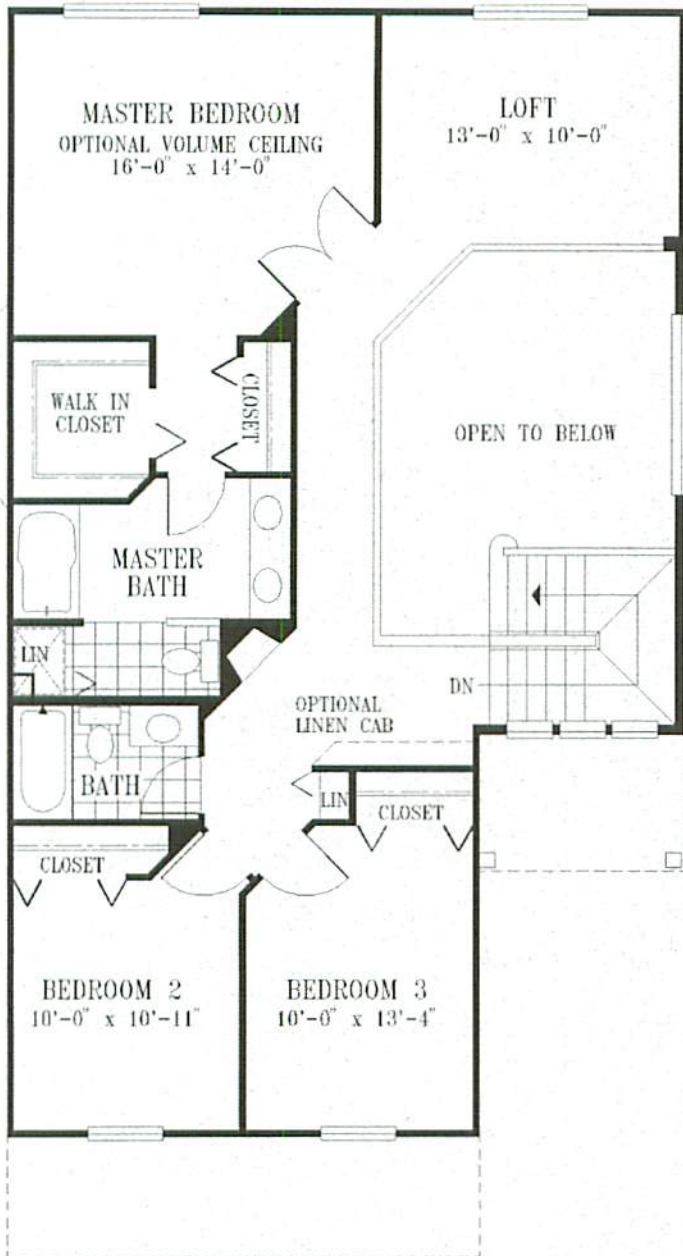 MASTER BEDROOM
OPTIONAL VOLUME CEILING
16'-0" x 14'-0"
LOFT
13'-0" x 10'-0"
WALK IN
CLOSET
CLOSET
OPEN TO BELOW
MASTER
BATH
LIN
DN
OPTIONAL
LINEN CAB
BATH
LIN
CLOSET
CLOSET
BEDROOM 2
10'-0" x 10'-11"
BEDROOM 3
10'-0" x 13'-4"